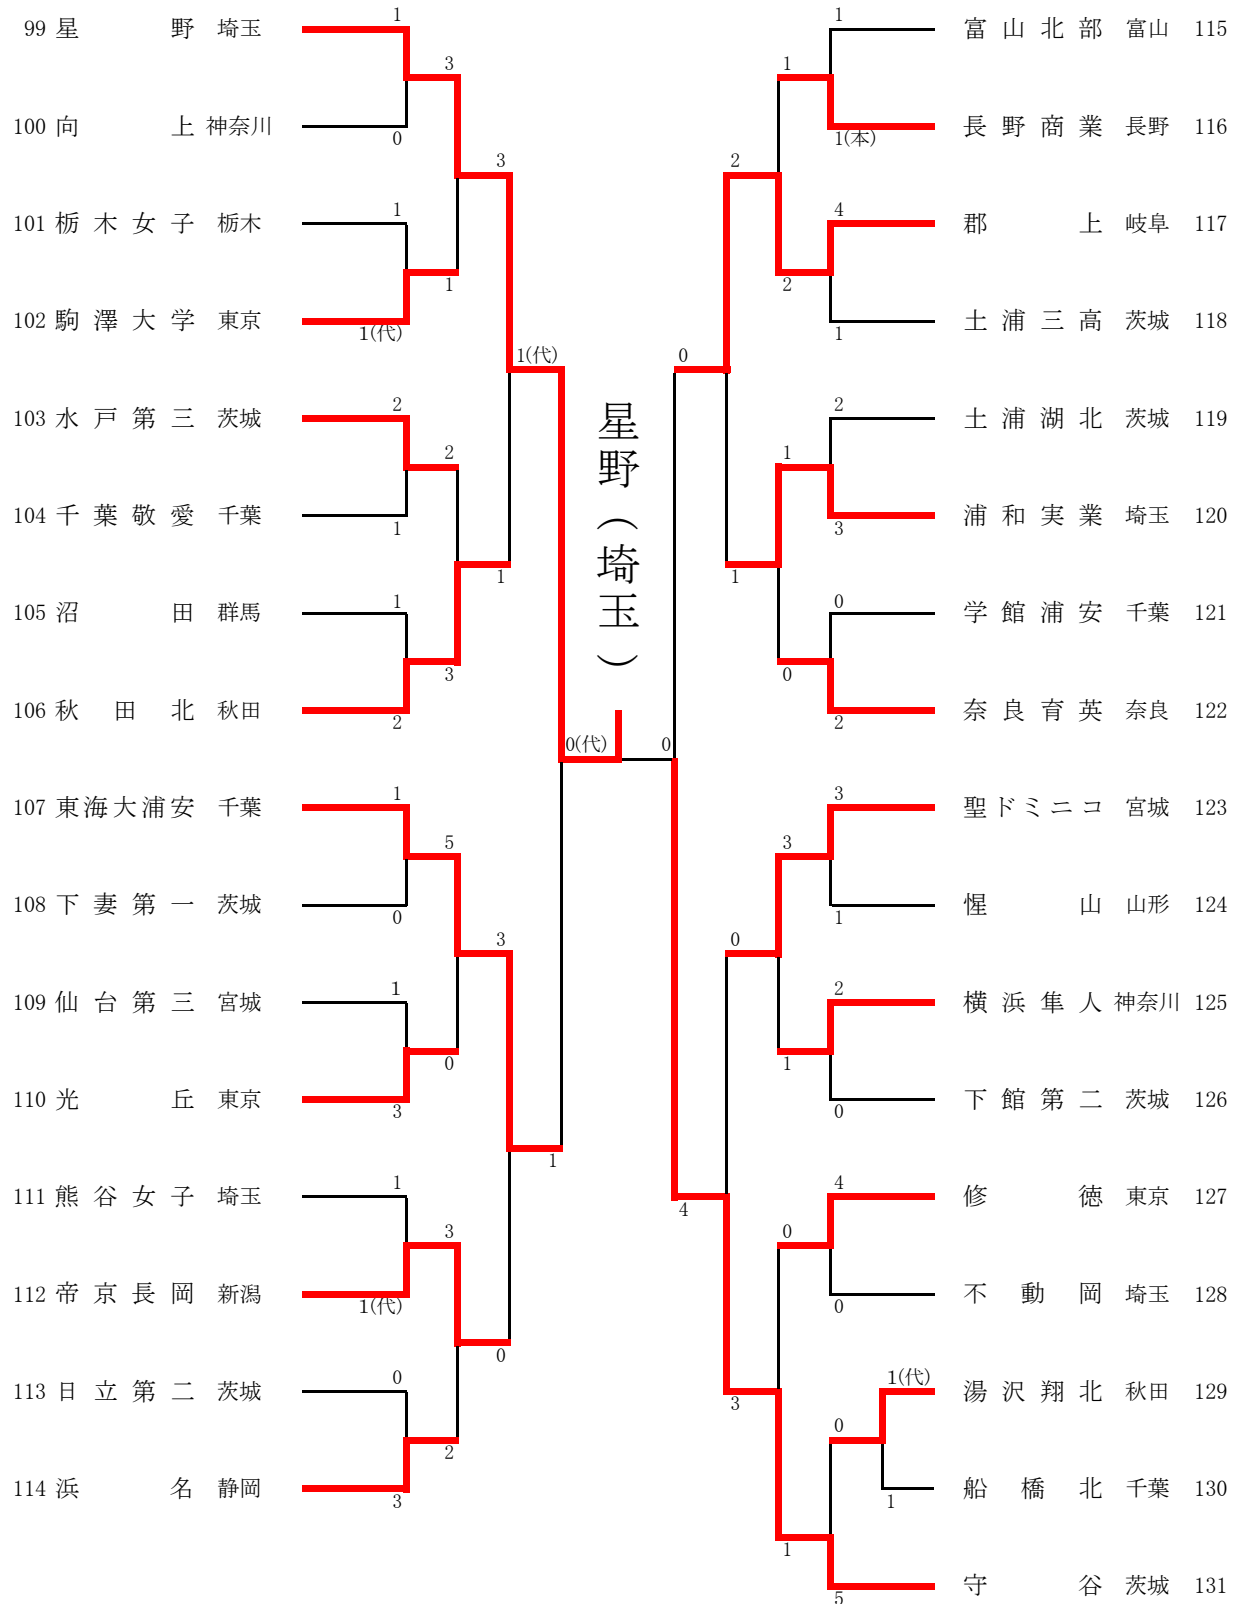 99 星野 埼玉
1
100 向上 神奈川
0
3
101 栃木女子 栃木
1
102 駒澤大学 東京
1(代)
1
3
103 水戸第三 茨城
2
104 千葉敬愛 千葉
1
2
105 沼田 群馬
1
106 秋田北 秋田
2
3
1
1(代)
107 東海大浦安 千葉
1
108 下妻第一 茨城
0
5
109 仙台第三 宮城
1
110 光丘 東京
3
0
3
111 熊谷女子 埼玉
1
112 帝京長岡 新潟
1(代)
3
113 日立第二 茨城
0
114 浜名 静岡
3
2
0
1
0(代)
星野(埼玉)
0
1
富山北部 富山 115
1(本)
長野商業 長野 116
1
4
郡上 岐阜 117
1
土浦三高 茨城 118
2
2
2
土浦湖北 茨城 119
3
浦和実業 埼玉 120
1
0
学館浦安 千葉 121
2
奈良育英 奈良 122
0
1
0
3
聖ドミニコ 宮城 123
1
惺山 山形 124
3
2
横浜隼人 神奈川 125
0
下館第二 茨城 126
1
0
4
修徳 東京 127
0
不動岡 埼玉 128
0
1(代)
湯沢翔北 秋田 129
1
船橋北 千葉 130
0
5
守谷 茨城 131
1
3
4